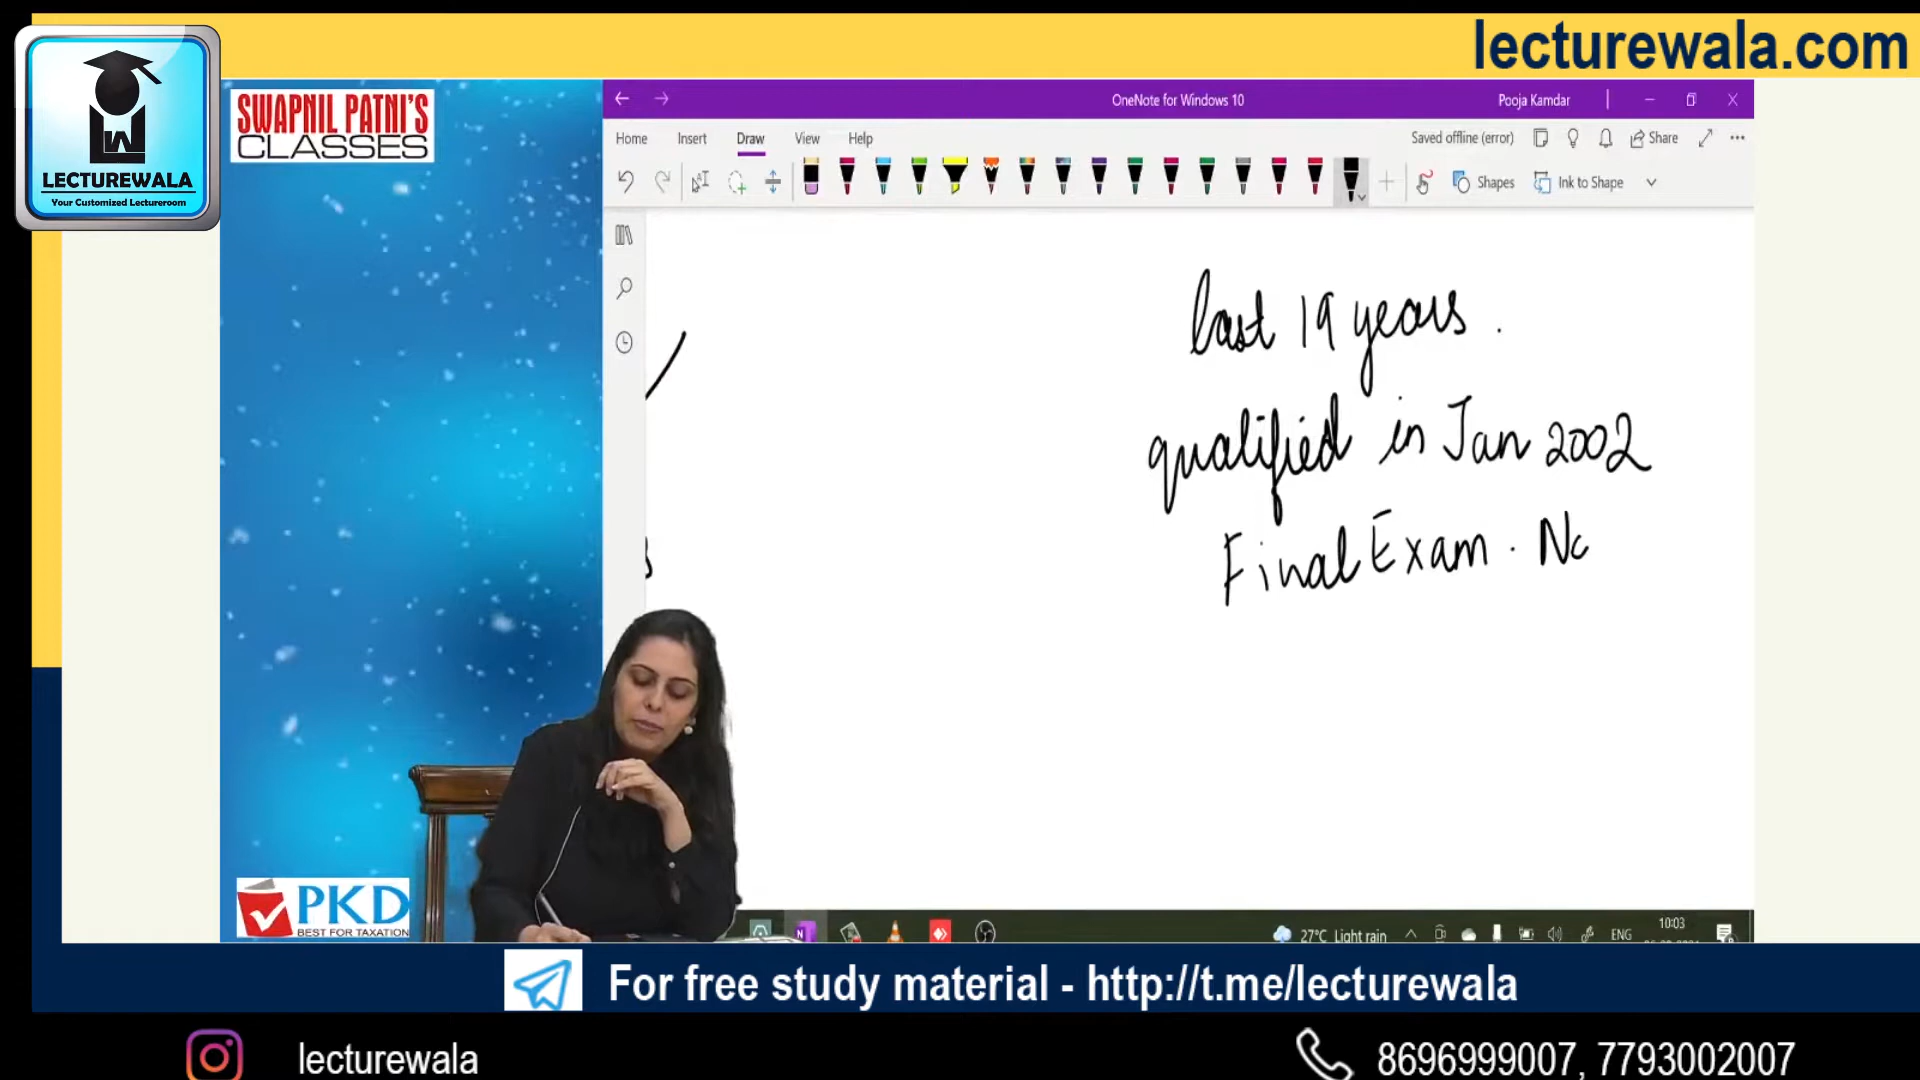 lecturewala.com
LW
LECTUREWALA
Your Customized Lectureroom
SWAPNIL PATNI'S
CLASSES
OneNote for Windows 10
Pooja Kamdar
Home Insert Draw View Help
Saved offline (error)
Share
Shapes
Ink to Shape
last 19 years.
qualified in Jan 2002
Final Exam. No
PKD
BEST FOR TAXATION
27°C Light rain
ENG
10:03
For free study material - http://t.me/lecturewala
lecturewala
8696999007, 7793002007